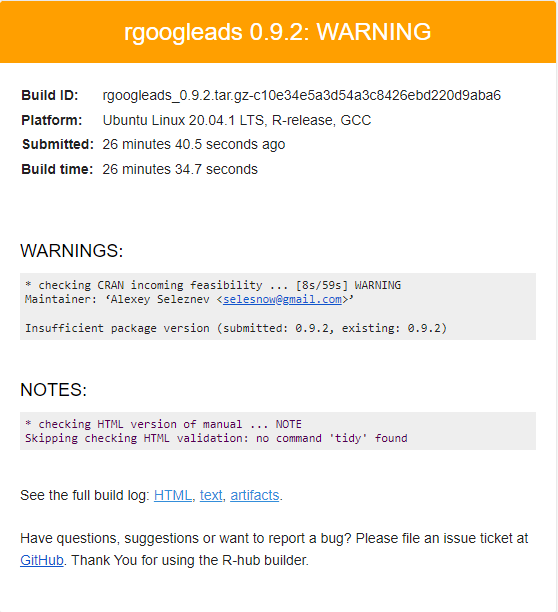 rgoogleads 0.9.2: WARNING
Build ID: rgoogleads_0.9.2.tar.gz-c10e34e5a3d54a3c8426ebd220d9aba6
Platform: Ubuntu Linux 20.04.1 LTS, R-release, GCC
Submitted: 26 minutes 40.5 seconds ago
Build time: 26 minutes 34.7 seconds
WARNINGS:
* checking CRAN incoming feasibility ... [8s/59s] WARNING
Maintainer: ‘Alexey Seleznev <selesnow@gmail.com>’
Insufficient package version (submitted: 0.9.2, existing: 0.9.2)
NOTES:
* checking HTML version of manual ... NOTE
Skipping checking HTML validation: no command 'tidy' found
See the full build log: HTML, text, artifacts.
Have questions, suggestions or want to report a bug? Please file an issue ticket at
GitHub. Thank You for using the R-hub builder.